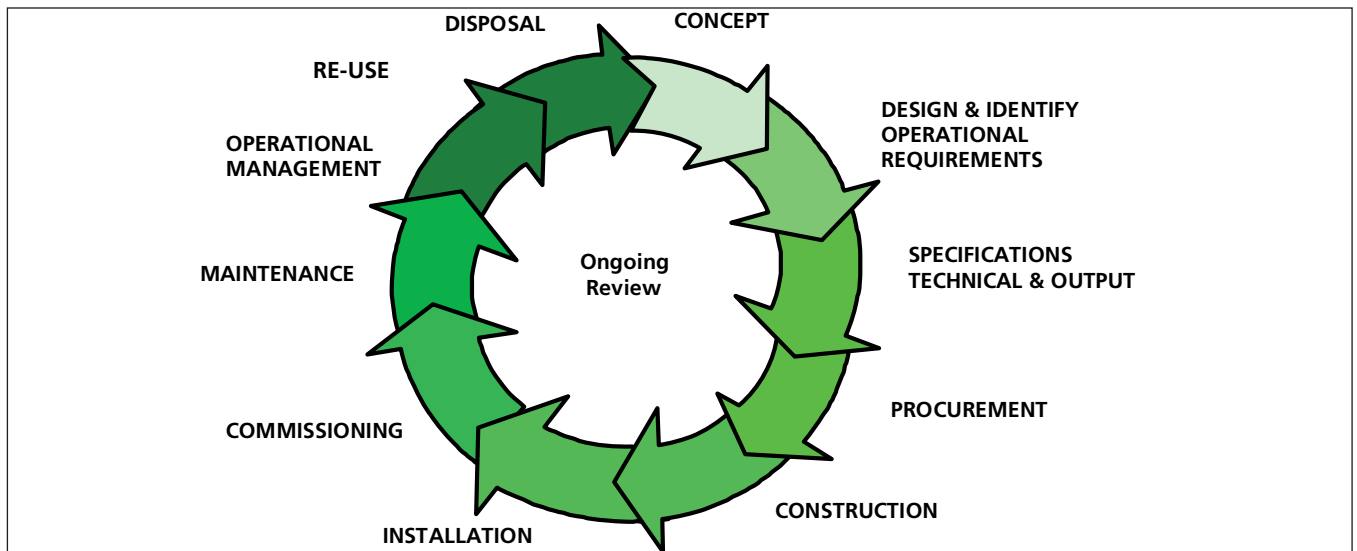 CONCEPT
DESIGN & IDENTIFY
OPERATIONAL
REQUIREMENTS
SPECIFICATIONS
TECHNICAL & OUTPUT
PROCUREMENT
CONSTRUCTION
INSTALLATION
COMMISSIONING
MAINTENANCE
OPERATIONAL
MANAGEMENT
RE-USE
DISPOSAL
Ongoing
Review